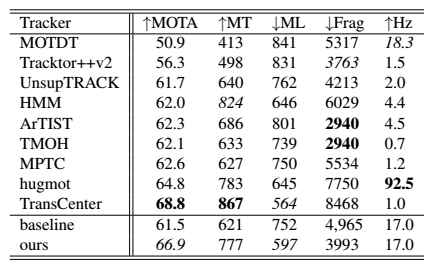 Tracker ↑MOTA ↑MT ↓ML ↓Frag ↑Hz
MOTDT 50.9 413 841 5317 18.3
Tracktor++v2 56.3 498 831 3763 1.5
UnsupTRACK 61.7 640 762 4213 2.0
HMM 62.0 824 646 6029 4.4
ArTIST 62.3 686 801 2940 4.5
TMOH 62.1 633 739 2940 0.7
MPTC 62.6 627 750 5534 1.2
hugmot 64.8 783 645 7750 92.5
TransCenter 68.8 867 564 8468 1.0
baseline 61.5 621 752 4,965 17.0
ours 66.9 777 597 3993 17.0